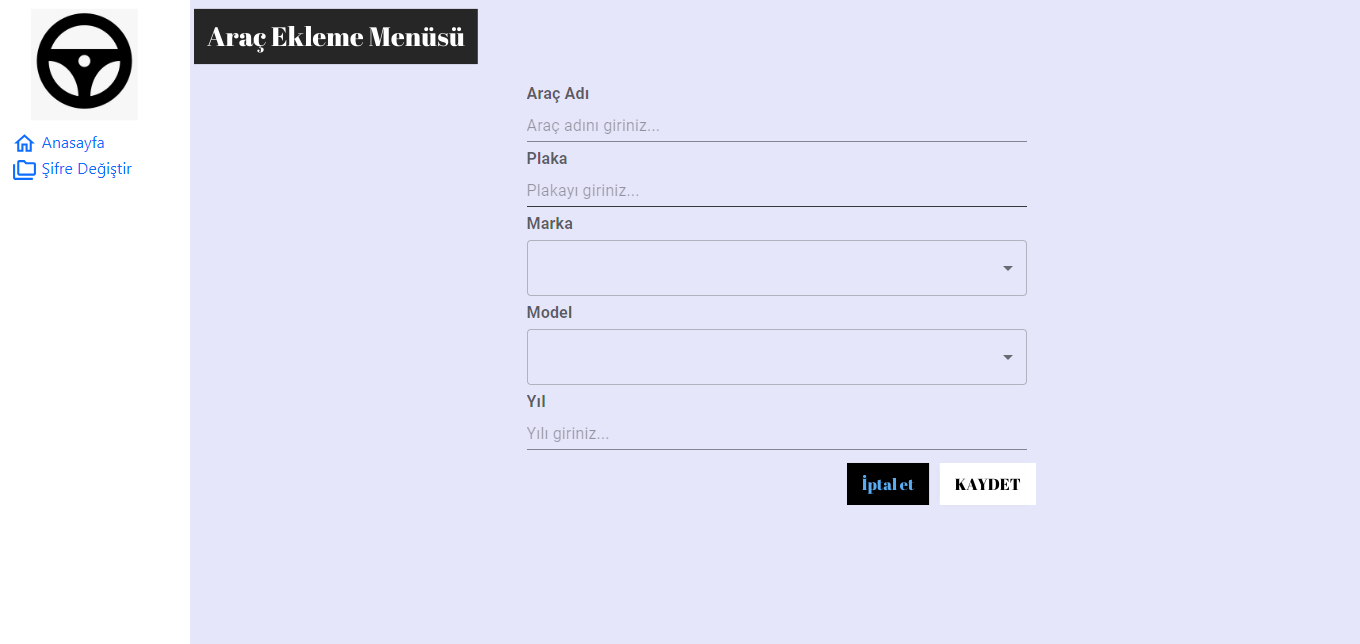 Araç Ekleme Menüsü
Anasayfa
Şifre Değiştir
Araç Adı
Araç adını giriniz...
Plaka
Plakayı giriniz...
Marka
Model
Yıl
Yılı giriniz...
İptal et
KAYDET